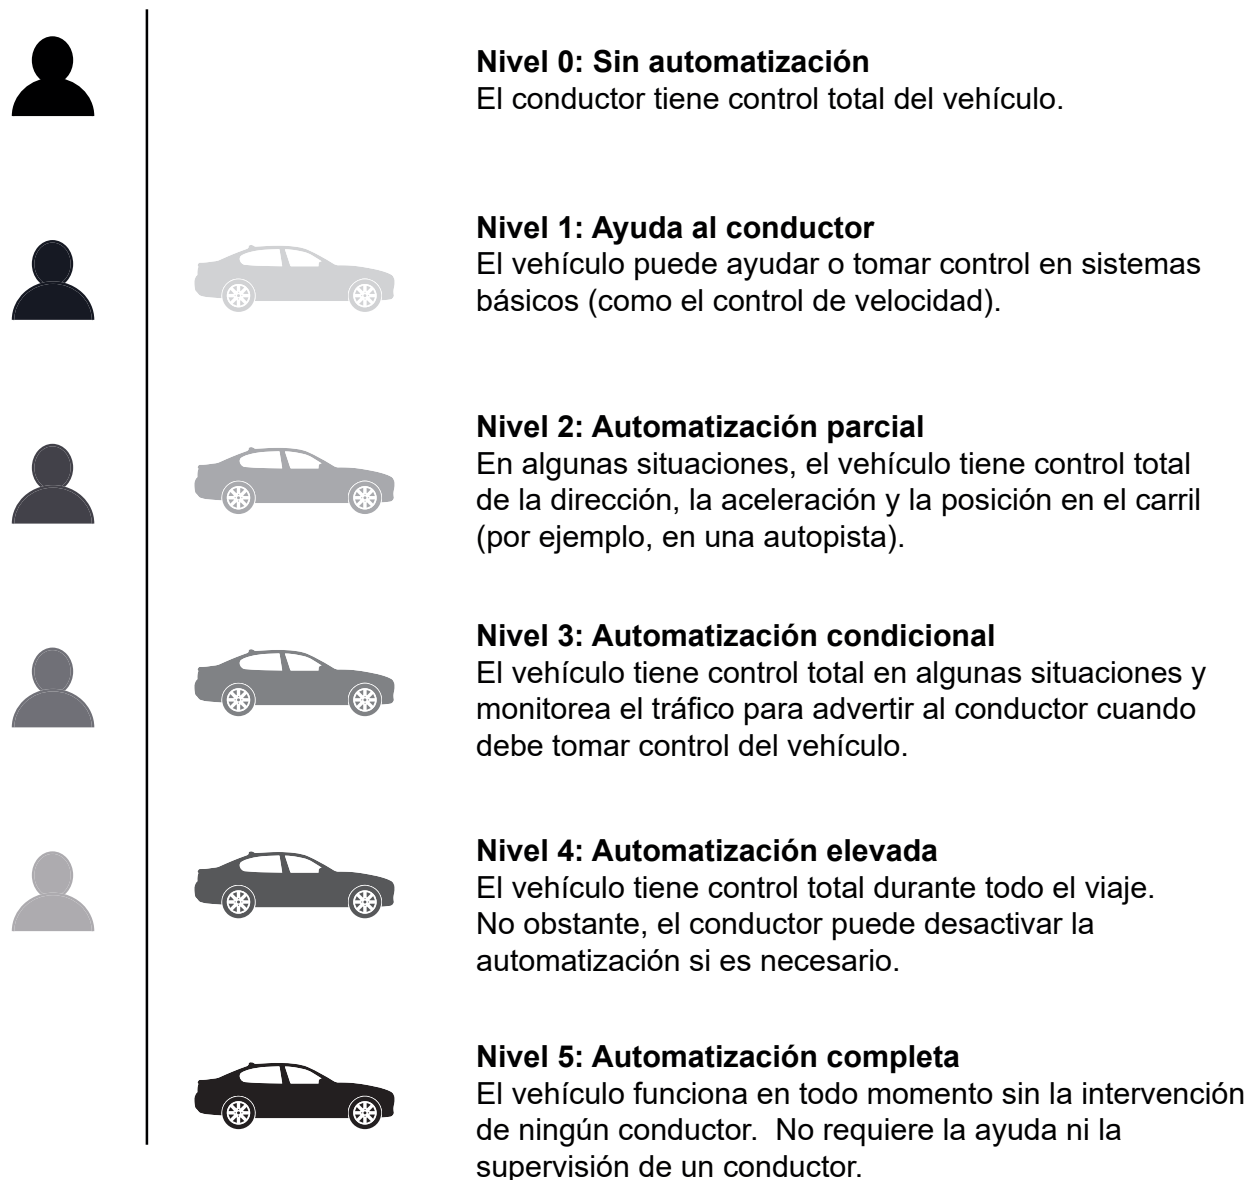 Nivel 0: Sin automatización
El conductor tiene control total del vehículo.
Nivel 1: Ayuda al conductor
El vehículo puede ayudar o tomar control en sistemas
básicos (como el control de velocidad).
Nivel 2: Automatización parcial
En algunas situaciones, el vehículo tiene control total
de la dirección, la aceleración y la posición en el carril
(por ejemplo, en una autopista).
Nivel 3: Automatización condicional
El vehículo tiene control total en algunas situaciones y
monitorea el tráfico para advertir al conductor cuando
debe tomar control del vehículo.
Nivel 4: Automatización elevada
El vehículo tiene control total durante todo el viaje.
No obstante, el conductor puede desactivar la
automatización si es necesario.
Nivel 5: Automatización completa
El vehículo funciona en todo momento sin la intervención
de ningún conductor.  No requiere la ayuda ni la
supervisión de un conductor.